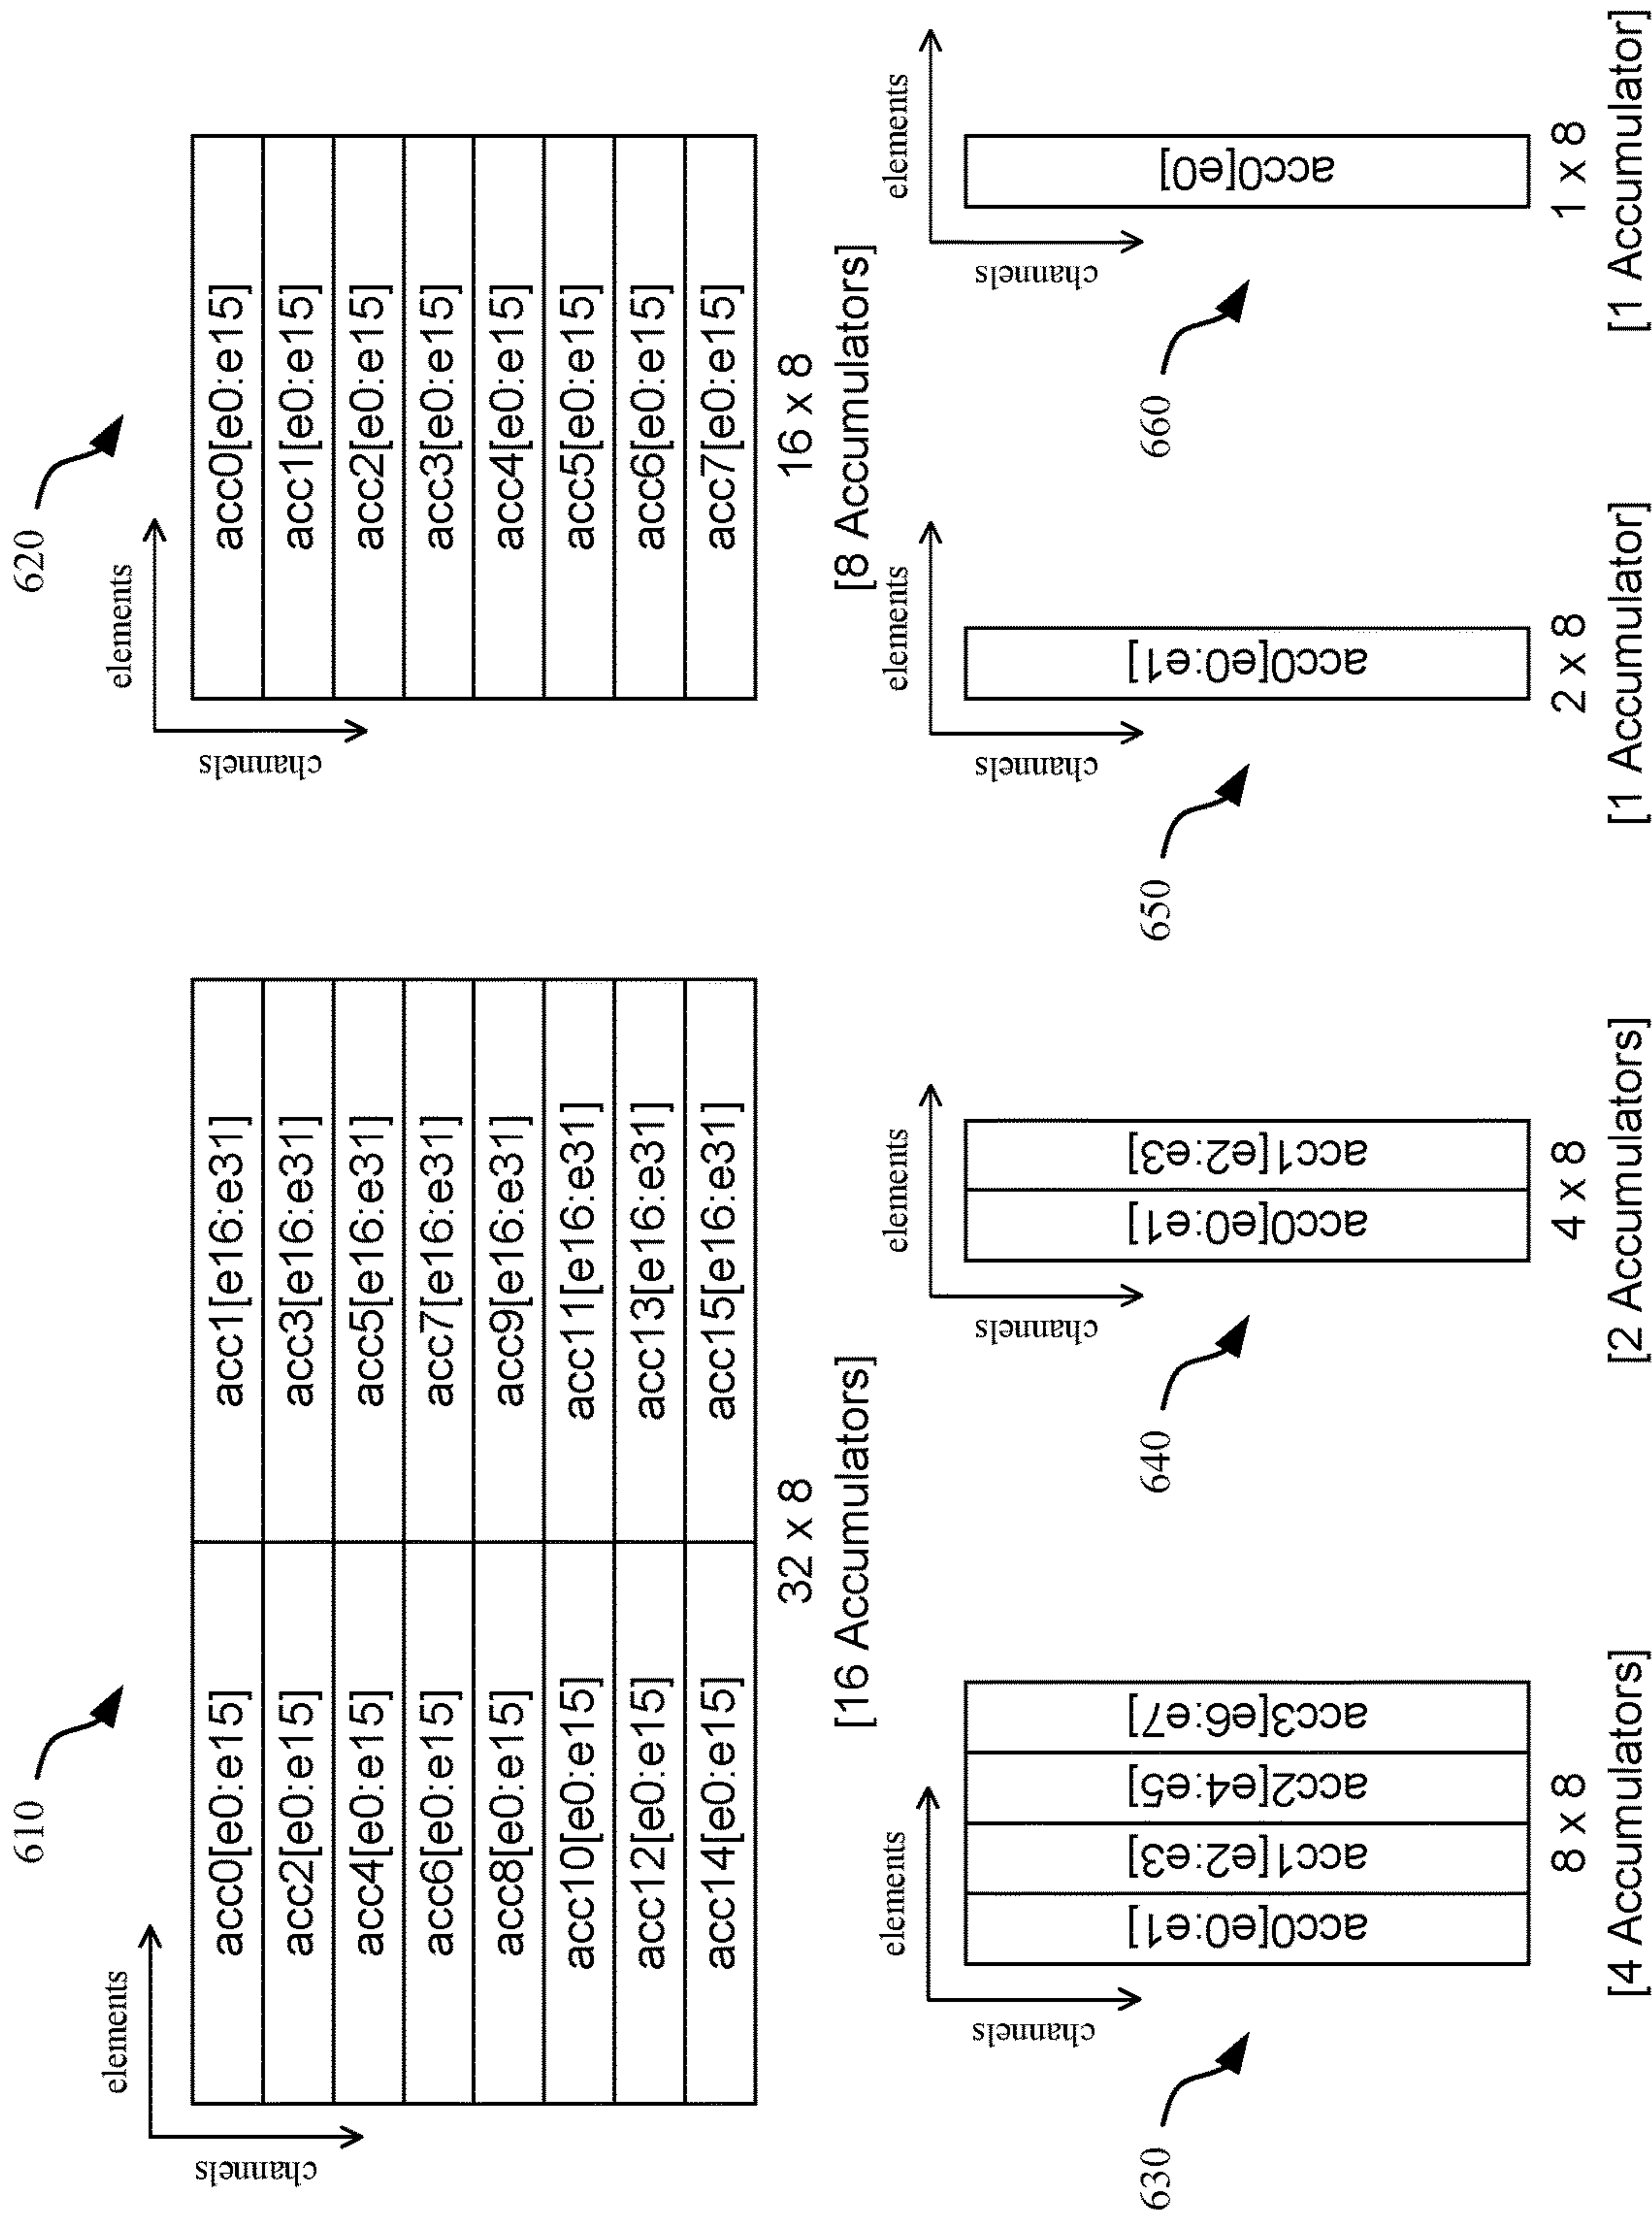 610
elements
channels
acc0[e0:e15] acc1[e16:e31]
acc2[e0:e15] acc3[e16:e31]
acc4[e0:e15] acc5[e16:e31]
acc6[e0:e15] acc7[e16:e31]
acc8[e0:e15] acc9[e16:e31]
acc10[e0:e15] acc11[e16:e31]
acc12[e0:e15] acc13[e16:e31]
acc14[e0:e15] acc15[e16:e31]
32 x 8
[16 Accumulators]
620
elements
channels
acc0[e0:e15]
acc1[e0:e15]
acc2[e0:e15]
acc3[e0:e15]
acc4[e0:e15]
acc5[e0:e15]
acc6[e0:e15]
acc7[e0:e15]
16 x 8
[8 Accumulators]
630
elements
channels
acc0[e0:e1]
acc1[e2:e3]
acc2[e4:e5]
acc3[e6:e7]
8 x 8
[4 Accumulators]
640
elements
channels
acc0[e0:e1]
acc1[e2:e3]
4 x 8
[2 Accumulators]
650
elements
channels
acc0[e0:e1]
2 x 8
[1 Accumulator]
660
elements
channels
acc0[e0]
1 x 8
[1 Accumulator]